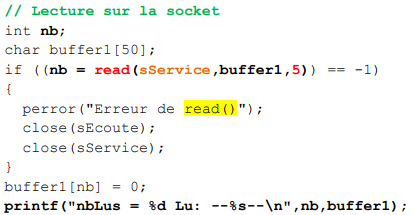 // Lecture sur la socket
int nb;
char buffer1[50];
if ((nb = read(sService,buffer1,5)) == -1)
{
  perror("Erreur de read()");
  close(sEcoute);
  close(sService);
}
buffer1[nb] = 0;
printf("nbLus = %d Lu: --%s--\n",nb,buffer1);